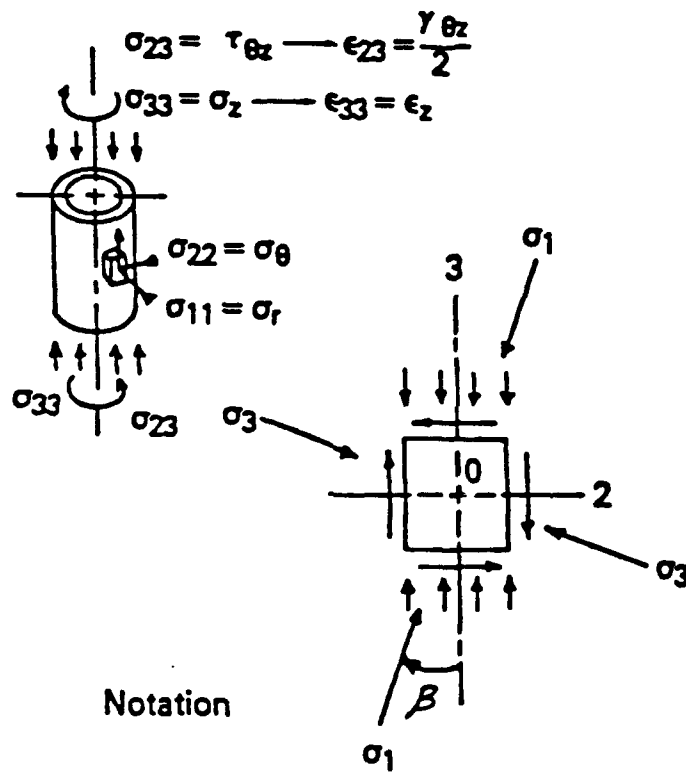 σ23 = τθz — ϵ23 = γθz/2
σ33 = σz — ϵ33 = ϵz
σ22 = σθ
σ11 = σr
σ33
σ23
σ1
3
σ3
0
2
σ3
β
Notation
σ1